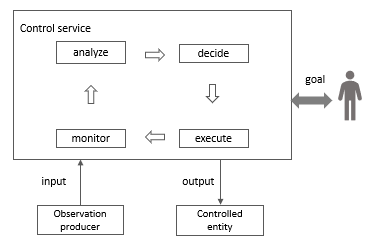 Control service
analyze
decide
goal
monitor
execute
input
output
Observation
producer
Controlled
entity